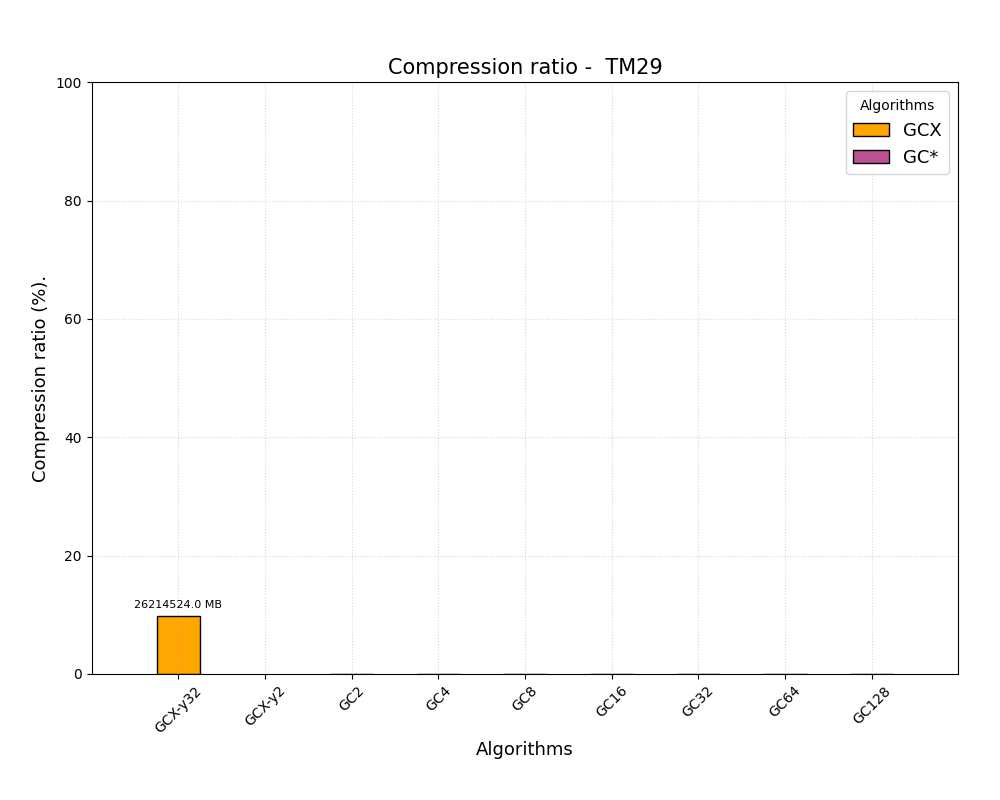 Compression ratio -  TM29
Algorithms
GCX
GC*
Compression ratio (%).
100
80
60
40
20
0
26214524.0 MB
GCX-y32
GCX-y2
GC2
GC4
GC8
GC16
GC32
GC64
GC128
Algorithms